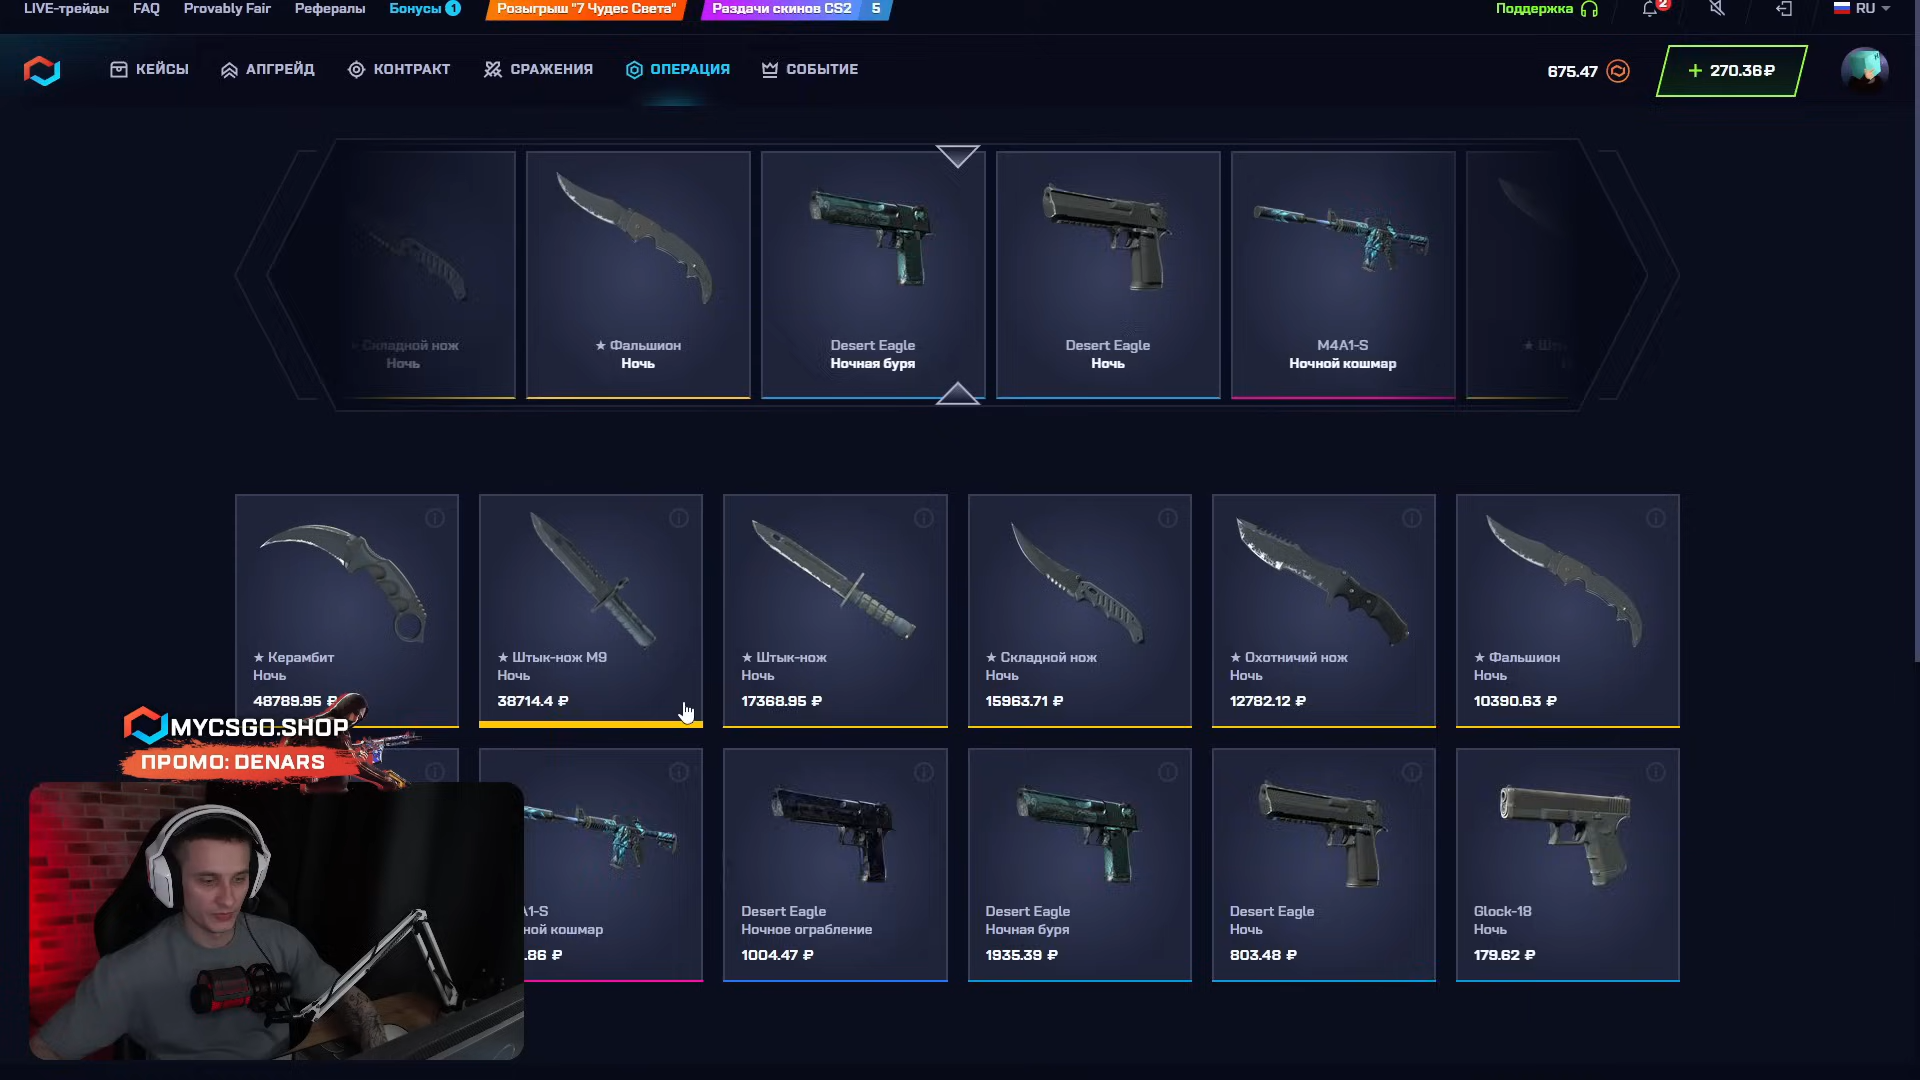 LIVE-трейды
FAQ
Provably Fair
Рефералы
Бонусы 1
Розыгрыш "7 Чудес Света"
Раздачи скинов CS2 5
Поддержка
2
RU
КЕЙСЫ
АПГРЕЙД
КОНТРАКТ
СРАЖЕНИЯ
ОПЕРАЦИЯ
СОБЫТИЕ
675.47
+ 270.36 ₽
Складной нож
Ночь
★ Фальшион
Ночь
Desert Eagle
Ночная буря
Desert Eagle
Ночь
M4A1-S
Ночной кошмар
★ Керамбит
Ночь
48789.95 ₽
★ Штык-нож M9
Ночь
38714.4 ₽
★ Штык-нож
Ночь
17368.95 ₽
★ Складной нож
Ночь
15963.71 ₽
★ Охотничий нож
Ночь
12782.12 ₽
★ Фальшион
Ночь
10390.63 ₽
MYCSGO.SHOP
ПРОМО: DENARS
A1-S
ной кошмар
.86 ₽
Desert Eagle
Ночное ограбление
1004.47 ₽
Desert Eagle
Ночная буря
1935.39 ₽
Desert Eagle
Ночь
803.48 ₽
Glock-18
Ночь
179.62 ₽